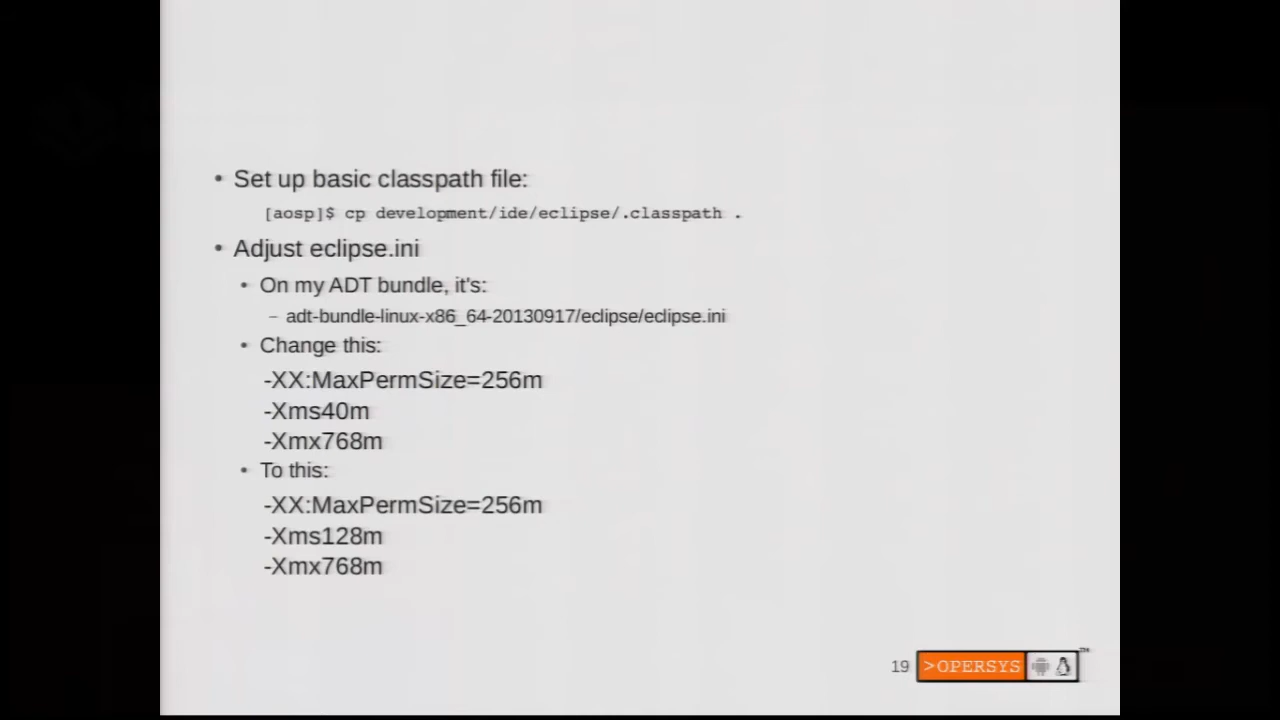 • Set up basic classpath file:
[aosp]$ cp development/ide/eclipse/.classpath .
• Adjust eclipse.ini
• On my ADT bundle, it's:
– adt-bundle-linux-x86_64-20130917/eclipse/eclipse.ini
• Change this:
-XX:MaxPermSize=256m
-Xms40m
-Xmx768m
• To this:
-XX:MaxPermSize=256m
-Xms128m
-Xmx768m
19 >OPERSYS ™